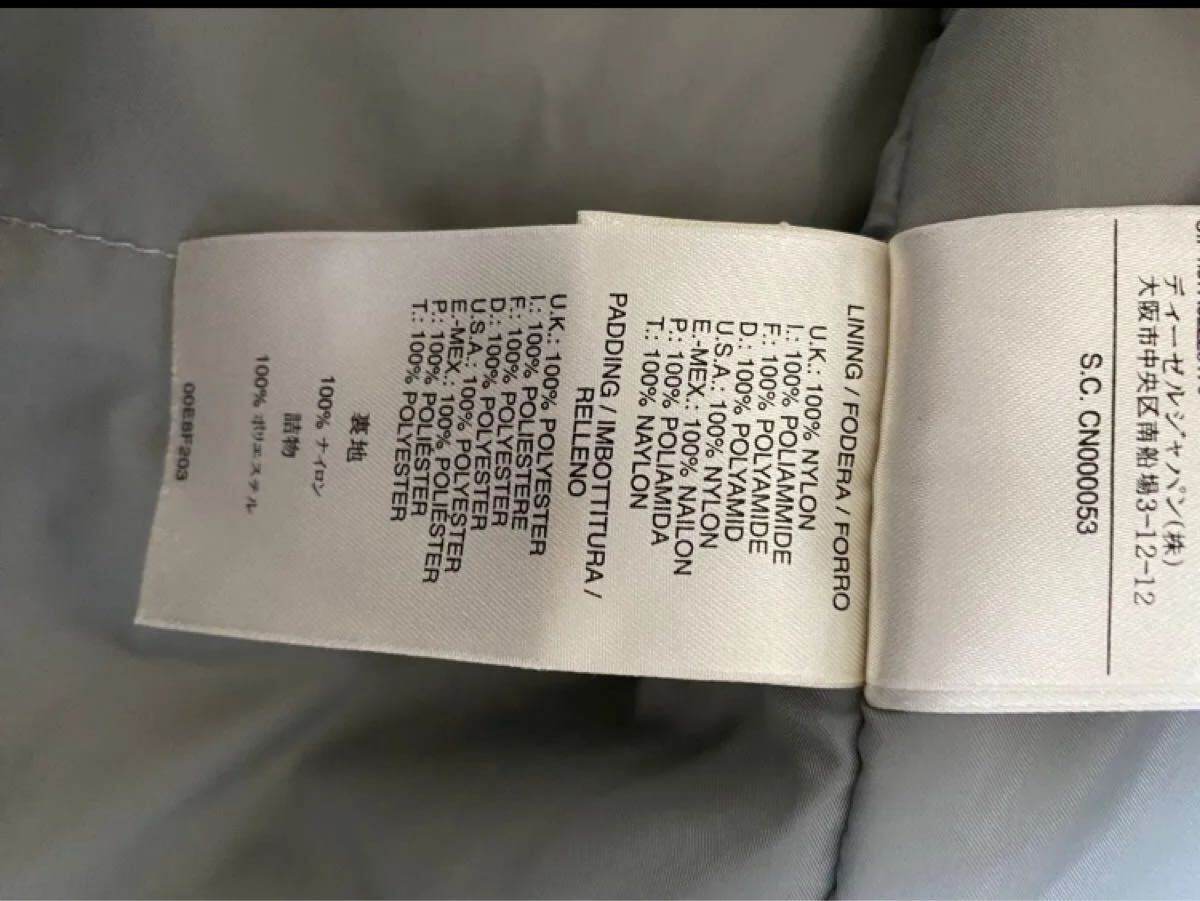 ディーゼルジャパン(株)
大阪市中央区南船場3-12-12
S.C. CN000053
LINING / FODERA / FORRO
U.K.: 100% NYLON
I.: 100% POLIAMMIDE
F.: 100% POLYAMIDE
D.: 100% POLYAMID
U.S.A.: 100% NYLON
E.-MEX.: 100% NAILON
P.: 100% POLIAMIDA
T.: 100% NAYLON
PADDING / IMBOTTITURA /
RELLENO
U.K.: 100% POLYESTER
I.: 100% POLIESTERE
F.: 100% POLYESTER
D.: 100% POLYESTER
U.S.A.: 100% POLYESTER
E.-MEX.: 100% POLIÉSTER
P.: 100% POLIÉSTER
T.: 100% POLYESTER
裏地
100% ナイロン
詰物
100% ポリエステル
00E8F203